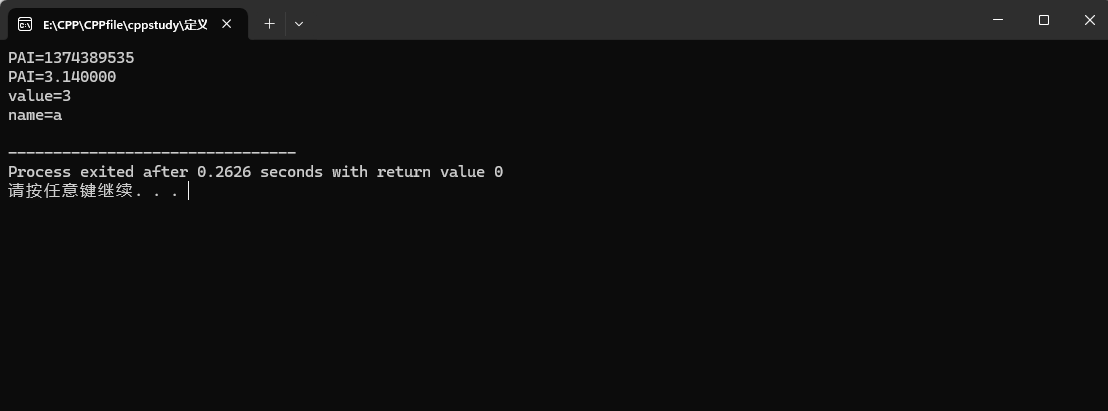 E:\CPP\CPPfile\cppstudy\定义
PAI=1374389535
PAI=3.140000
value=3
name=a
--------------------------------
Process exited after 0.2626 seconds with return value 0
请按任意键继续. . .